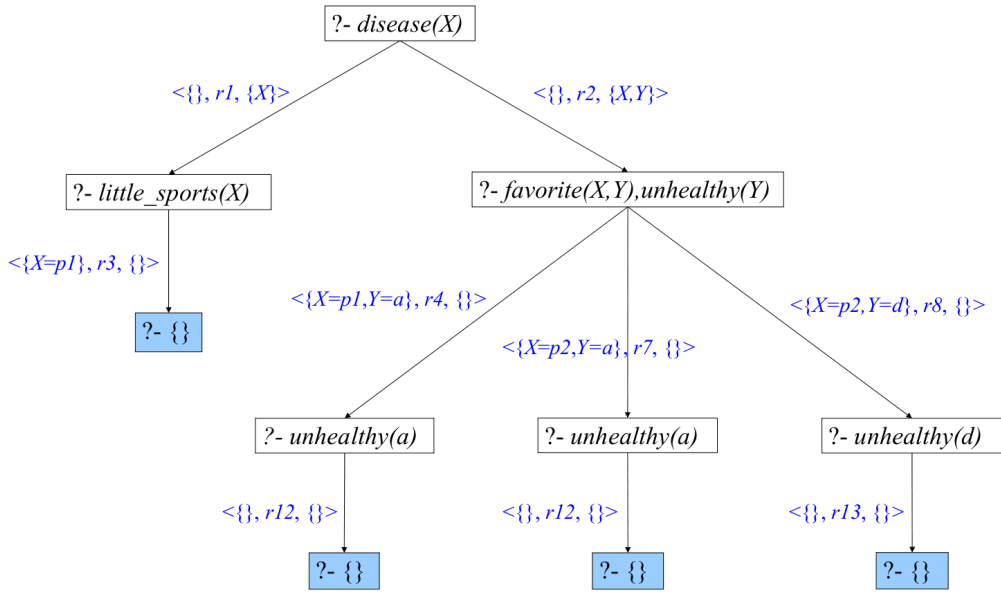 ?- disease(X)
<{}, r1, {X}>
<{}, r2, {X,Y}>
?- little_sports(X)
?- favorite(X,Y),unhealthy(Y)
<{X=p1}, r3, {}>
<{X=p1,Y=a}, r4, {}>
<{X=p2,Y=d}, r8, {}>
?- {}
<{X=p2,Y=a}, r7, {}>
?- unhealthy(a)
?- unhealthy(a)
?- unhealthy(d)
<{}, r12, {}>
<{}, r12, {}>
<{}, r13, {}>
?- {}
?- {}
?- {}